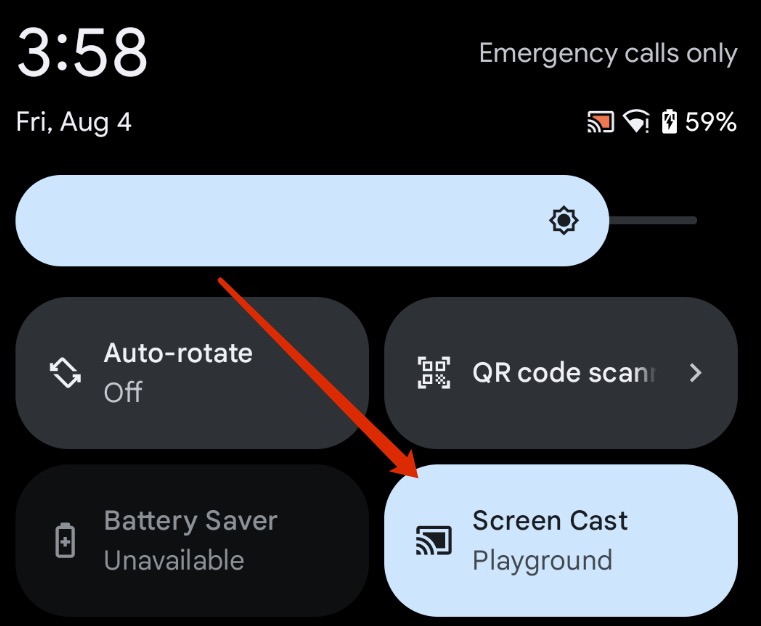 3:58
Emergency calls only
Fri, Aug 4
59%
Auto-rotate
Off
QR code scan
Battery Saver
Unavailable
Screen Cast
Playground